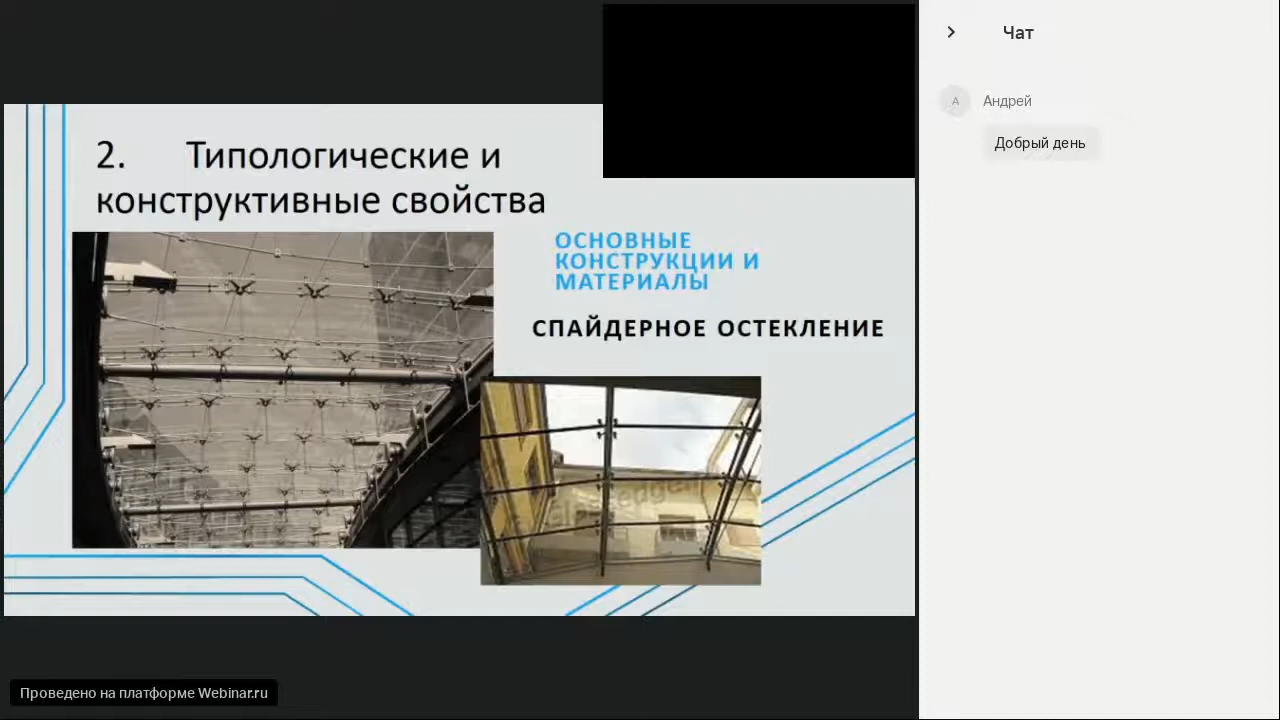 2. Типологические и
конструктивные свойства
ОСНОВНЫЕ
КОНСТРУКЦИИ И
МАТЕРИАЛЫ
СПАЙДЕРНОЕ ОСТЕКЛЕНИЕ
Чат
А
Андрей
Добрый день
Проведено на платформе Webinar.ru